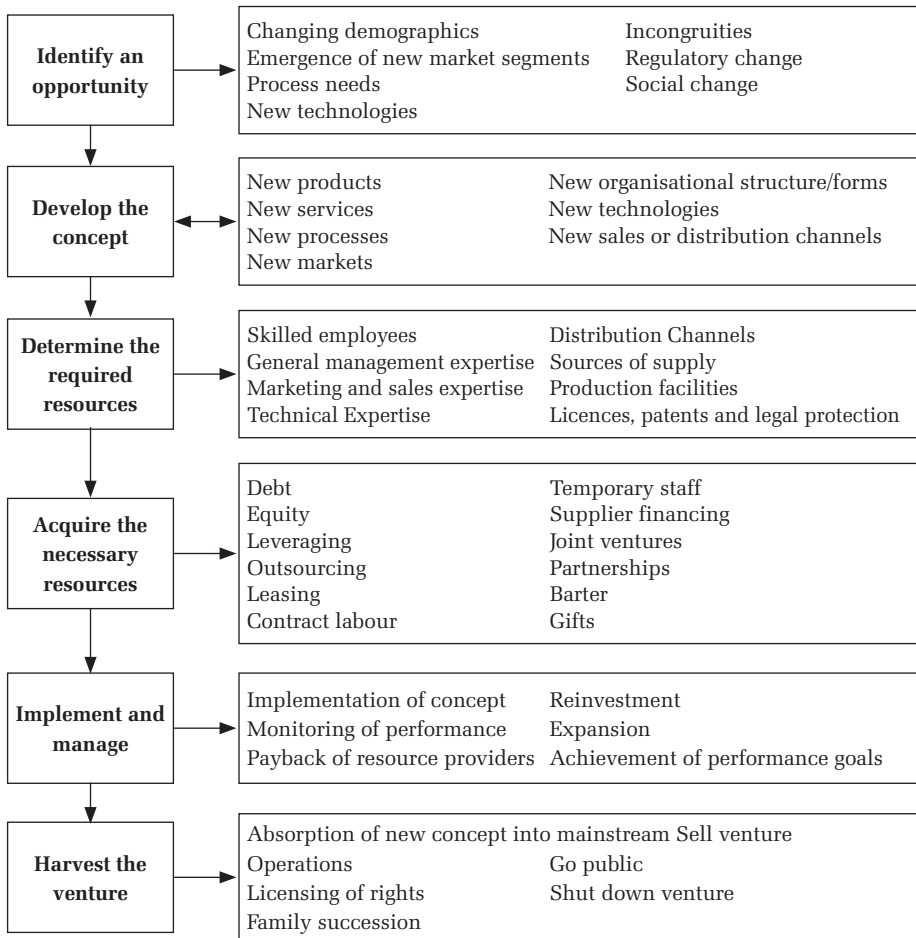 Identify an
opportunity
Changing demographics
Emergence of new market segments
Process needs
New technologies
Incongruities
Regulatory change
Social change
Develop the
concept
New products
New services
New processes
New markets
New organisational structure/forms
New technologies
New sales or distribution channels
Determine the
required
resources
Skilled employees
General management expertise
Marketing and sales expertise
Technical Expertise
Distribution Channels
Sources of supply
Production facilities
Licences, patents and legal protection
Acquire the
necessary
resources
Debt
Equity
Leveraging
Outsourcing
Leasing
Contract labour
Temporary staff
Supplier financing
Joint ventures
Partnerships
Barter
Gifts
Implement and
manage
Implementation of concept
Monitoring of performance
Payback of resource providers
Reinvestment
Expansion
Achievement of performance goals
Harvest the
venture
Absorption of new concept into mainstream Sell venture
Operations
Licensing of rights
Family succession
Go public
Shut down venture